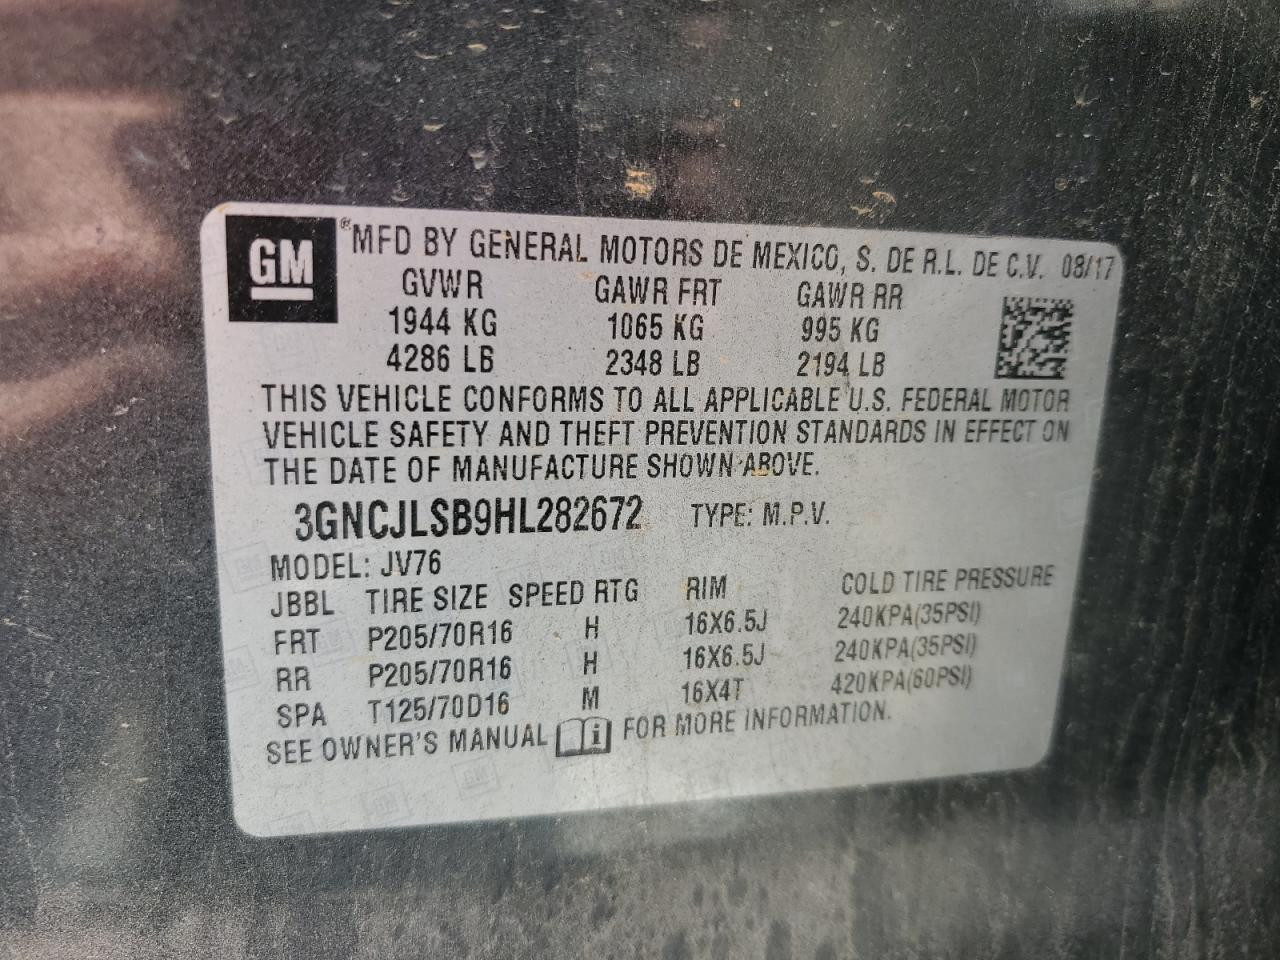 GM ® MFD BY GENERAL MOTORS DE MEXICO, S. DE R.L. DE C.V. 08/17
GVWR GAWR FRT GAWR RR
1944 KG 1065 KG 995 KG
4286 LB 2348 LB 2194 LB
THIS VEHICLE CONFORMS TO ALL APPLICABLE U.S. FEDERAL MOTOR
VEHICLE SAFETY AND THEFT PREVENTION STANDARDS IN EFFECT ON
THE DATE OF MANUFACTURE SHOWN ABOVE.
3GNCJLSB9HL282672 TYPE: M.P.V.
MODEL: JV76
JBBL TIRE SIZE SPEED RTG RIM COLD TIRE PRESSURE
FRT P205/70R16 H 16X6.5J 240KPA(35PSI)
RR P205/70R16 H 16X6.5J 240KPA(35PSI)
SPA T125/70D16 M 16X4T 420KPA(60PSI)
SEE OWNER'S MANUAL i FOR MORE INFORMATION.